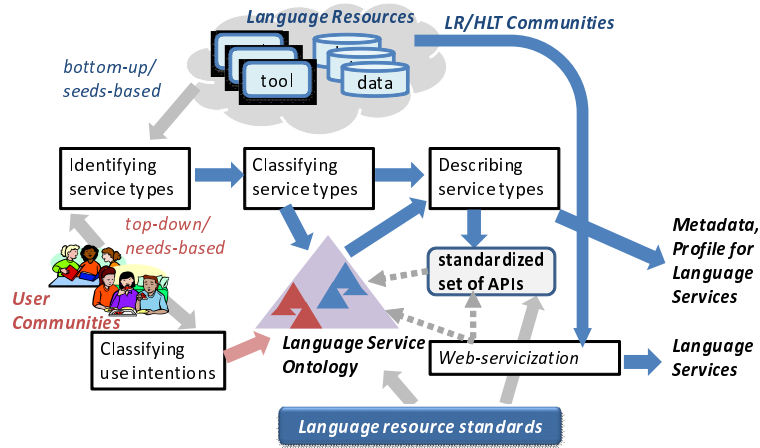 Language Resources
LR/HLT Communities
bottom-up/
seeds-based
tool
data
Identifying
service types
Classifying
service types
Describing
service types
top-down/
needs-based
Metadata,
Profile for
Language
Services
standardized
set of APIs
User
Communities
Classifying
use intentions
Language Service
Ontology
Web-servicization
Language
Services
Language resource standards